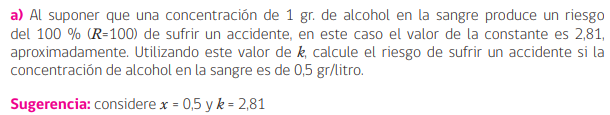 a) Al suponer que una concentración de 1 gr. de alcohol en la sangre produce un riesgo
del 100 % (R=100) de sufrir un accidente, en este caso el valor de la constante es 2,81,
aproximadamente. Utilizando este valor de k, calcule el riesgo de sufrir un accidente si la
concentración de alcohol en la sangre es de 0,5 gr/litro.
Sugerencia: considere x = 0,5 y k = 2,81